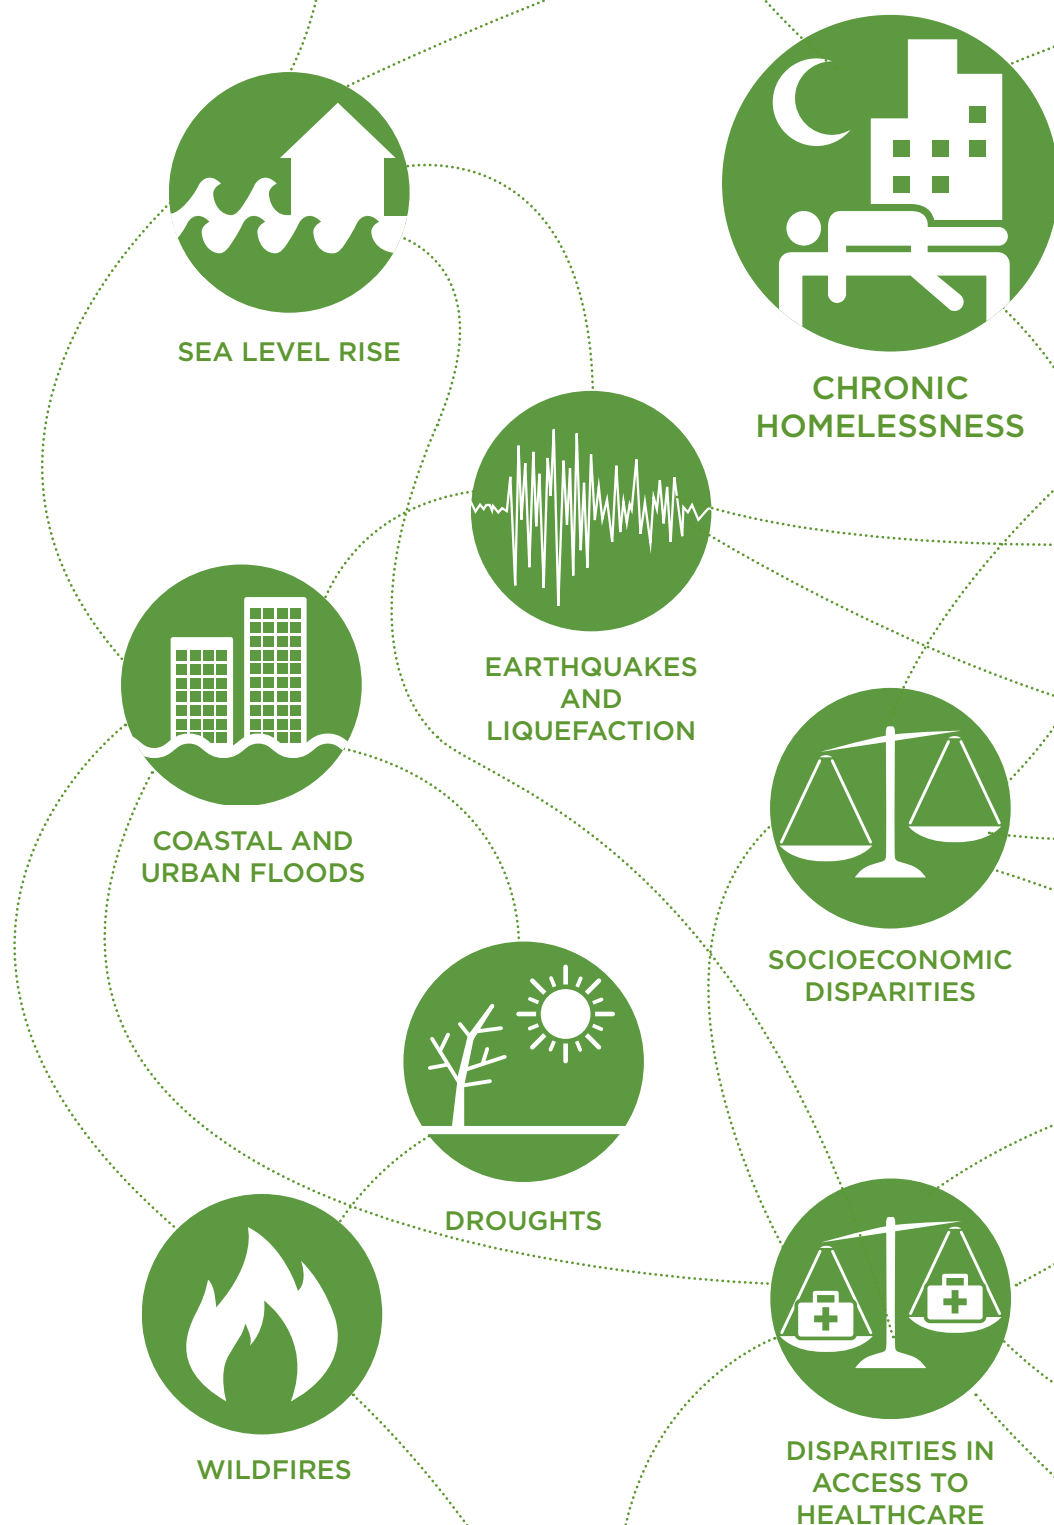 SEA LEVEL RISE
CHRONIC
HOMELESSNESS
EARTHQUAKES
AND
LIQUEFACTION
COASTAL AND
URBAN FLOODS
SOCIOECONOMIC
DISPARITIES
DROUGHTS
WILDFIRES
DISPARITIES IN
ACCESS TO
HEALTHCARE